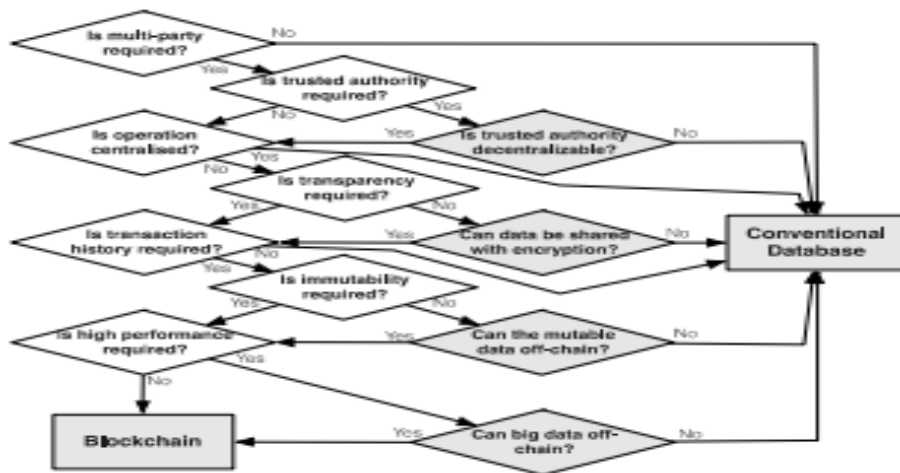 Is multi-party
required?
No
Yes
Is trusted authority
required?
No
Yes
Is operation
centralised?
Yes
Is trusted authority
decentralizable?
No
Yes
No
Is transparency
required?
Yes
No
Is transaction
history required?
Yes
Can data be shared
with encryption?
No
Conventional
Database
No
Yes
Is immutability
required?
Yes
No
Is high performance
required?
Yes
Can the mutable
data off-chain?
No
Yes
No
Blockchain
Yes
Can big data off-
chain?
No